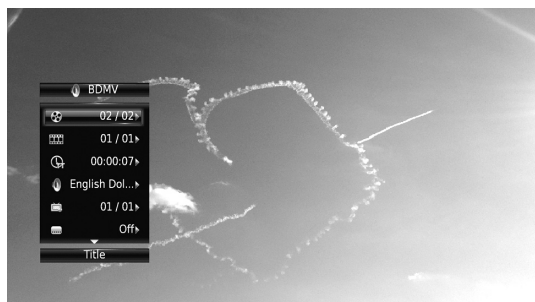 BDMV
02 / 02
01 / 01
00:00:07
English Dol...
01 / 01
Off
Title